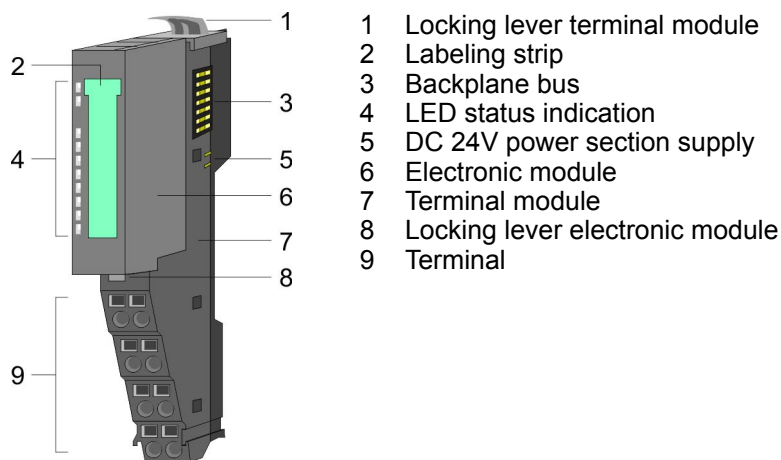 1
2
3
4
5
6
7
8
9
1 Locking lever terminal module
2 Labeling strip
3 Backplane bus
4 LED status indication
5 DC 24V power section supply
6 Electronic module
7 Terminal module
8 Locking lever electronic module
9 Terminal